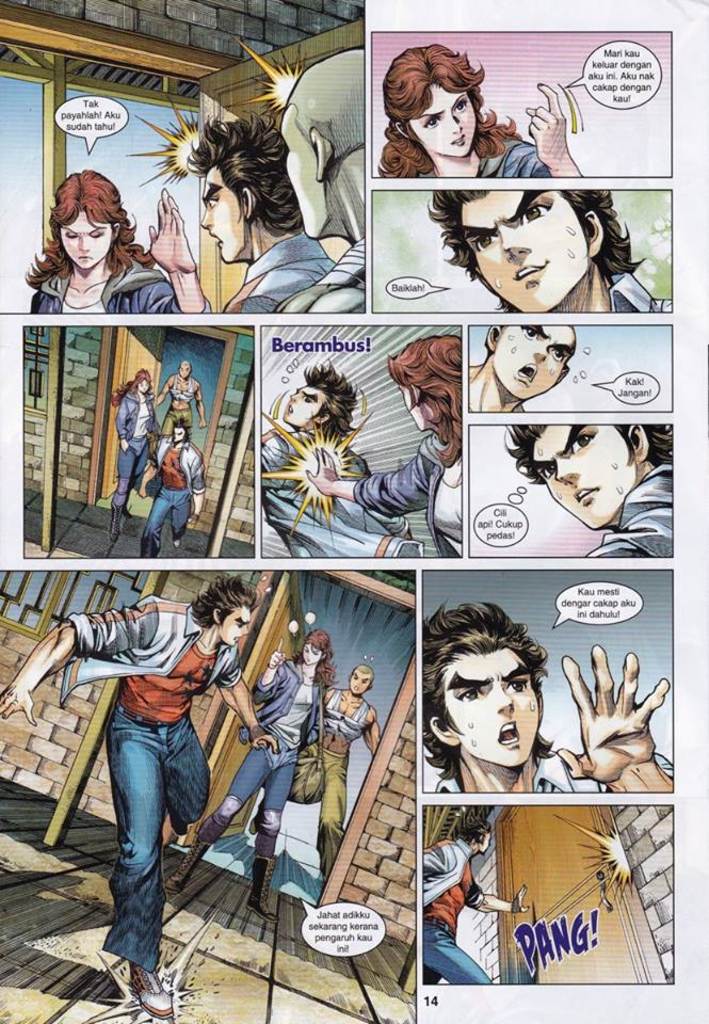 Tak
payahlah! Aku
sudah tahu!
Mari kau
keluar dengan
aku ini. Aku nak
cakap dengan
kau!
Baiklah!
Berambus!
Kak!
Jangan!
Cili
api! Cukup
pedas!
Jahat adikku
sekarang kerana
pengaruh kau
ini!
Kau mesti
dengar cakap aku
ini dahulu!
PANG!
14